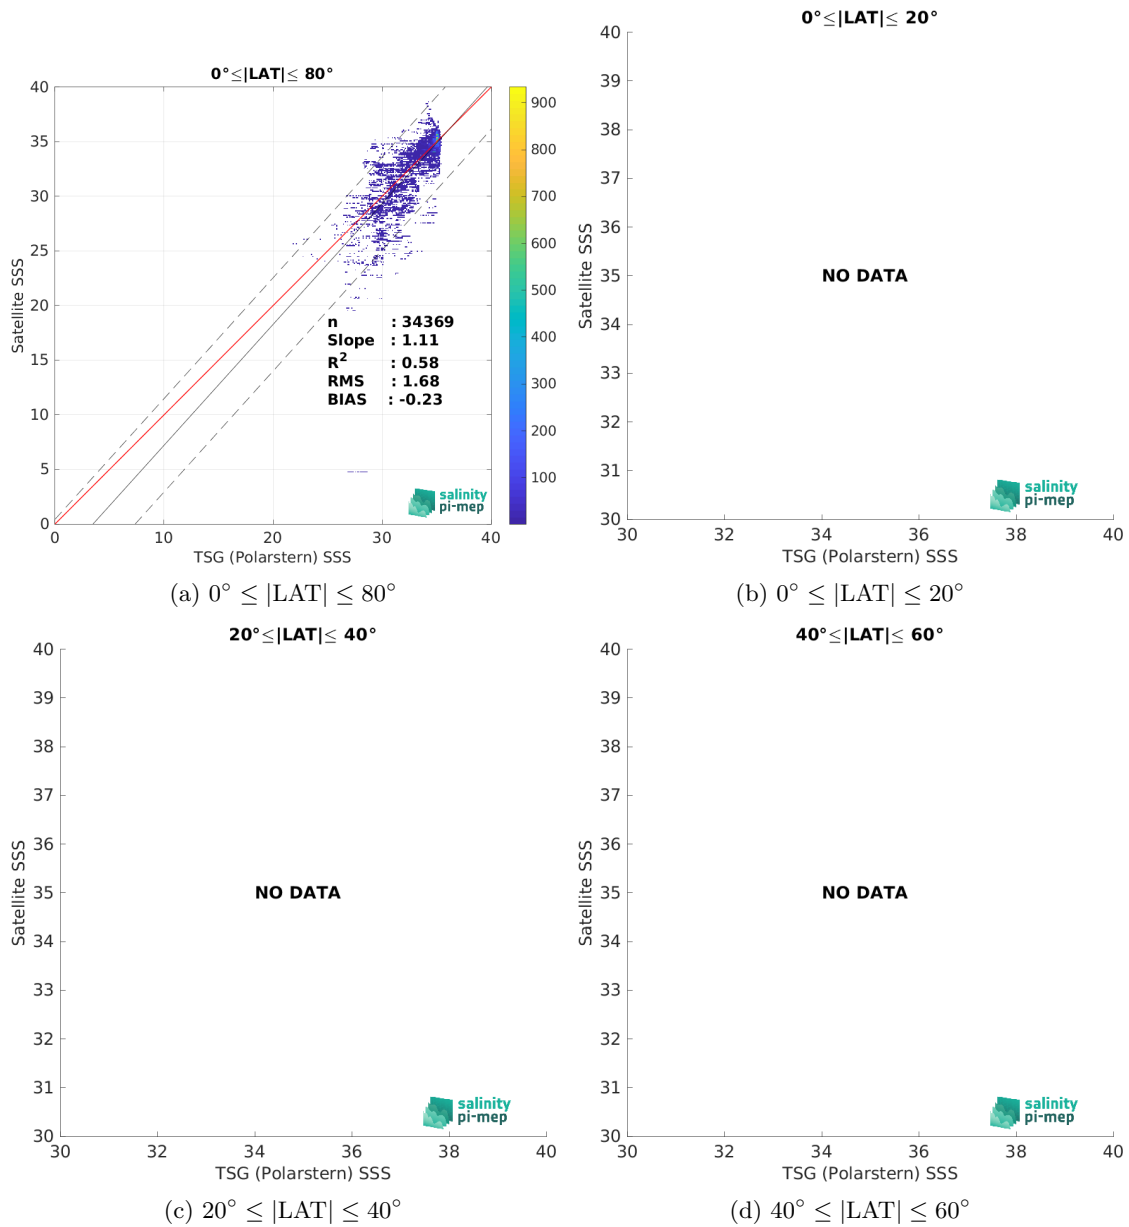 0°≤|LAT|≤ 80°
40
35
30
25
20
15
10
5
0
0
10
20
30
40
Satellite SSS
TSG (Polarstern) SSS
n : 34369
Slope : 1.11
R² : 0.58
RMS : 1.68
BIAS : -0.23
salinity
pi-mep
900
800
700
600
500
400
300
200
100
(a) 0° ≤ |LAT| ≤ 80°
0°≤|LAT|≤ 20°
40
39
38
37
36
35
34
33
32
31
30
30
32
34
36
38
40
Satellite SSS
NO DATA
salinity
pi-mep
TSG (Polarstern) SSS
(b) 0° ≤ |LAT| ≤ 20°
20°≤|LAT|≤ 40°
40
39
38
37
36
35
34
33
32
31
30
30
32
34
36
38
40
Satellite SSS
NO DATA
salinity
pi-mep
TSG (Polarstern) SSS
(c) 20° ≤ |LAT| ≤ 40°
40°≤|LAT|≤ 60°
40
39
38
37
36
35
34
33
32
31
30
30
32
34
36
38
40
Satellite SSS
NO DATA
salinity
pi-mep
TSG (Polarstern) SSS
(d) 40° ≤ |LAT| ≤ 60°